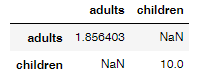 adults children
adults 1.856403 NaN
children NaN 10.0